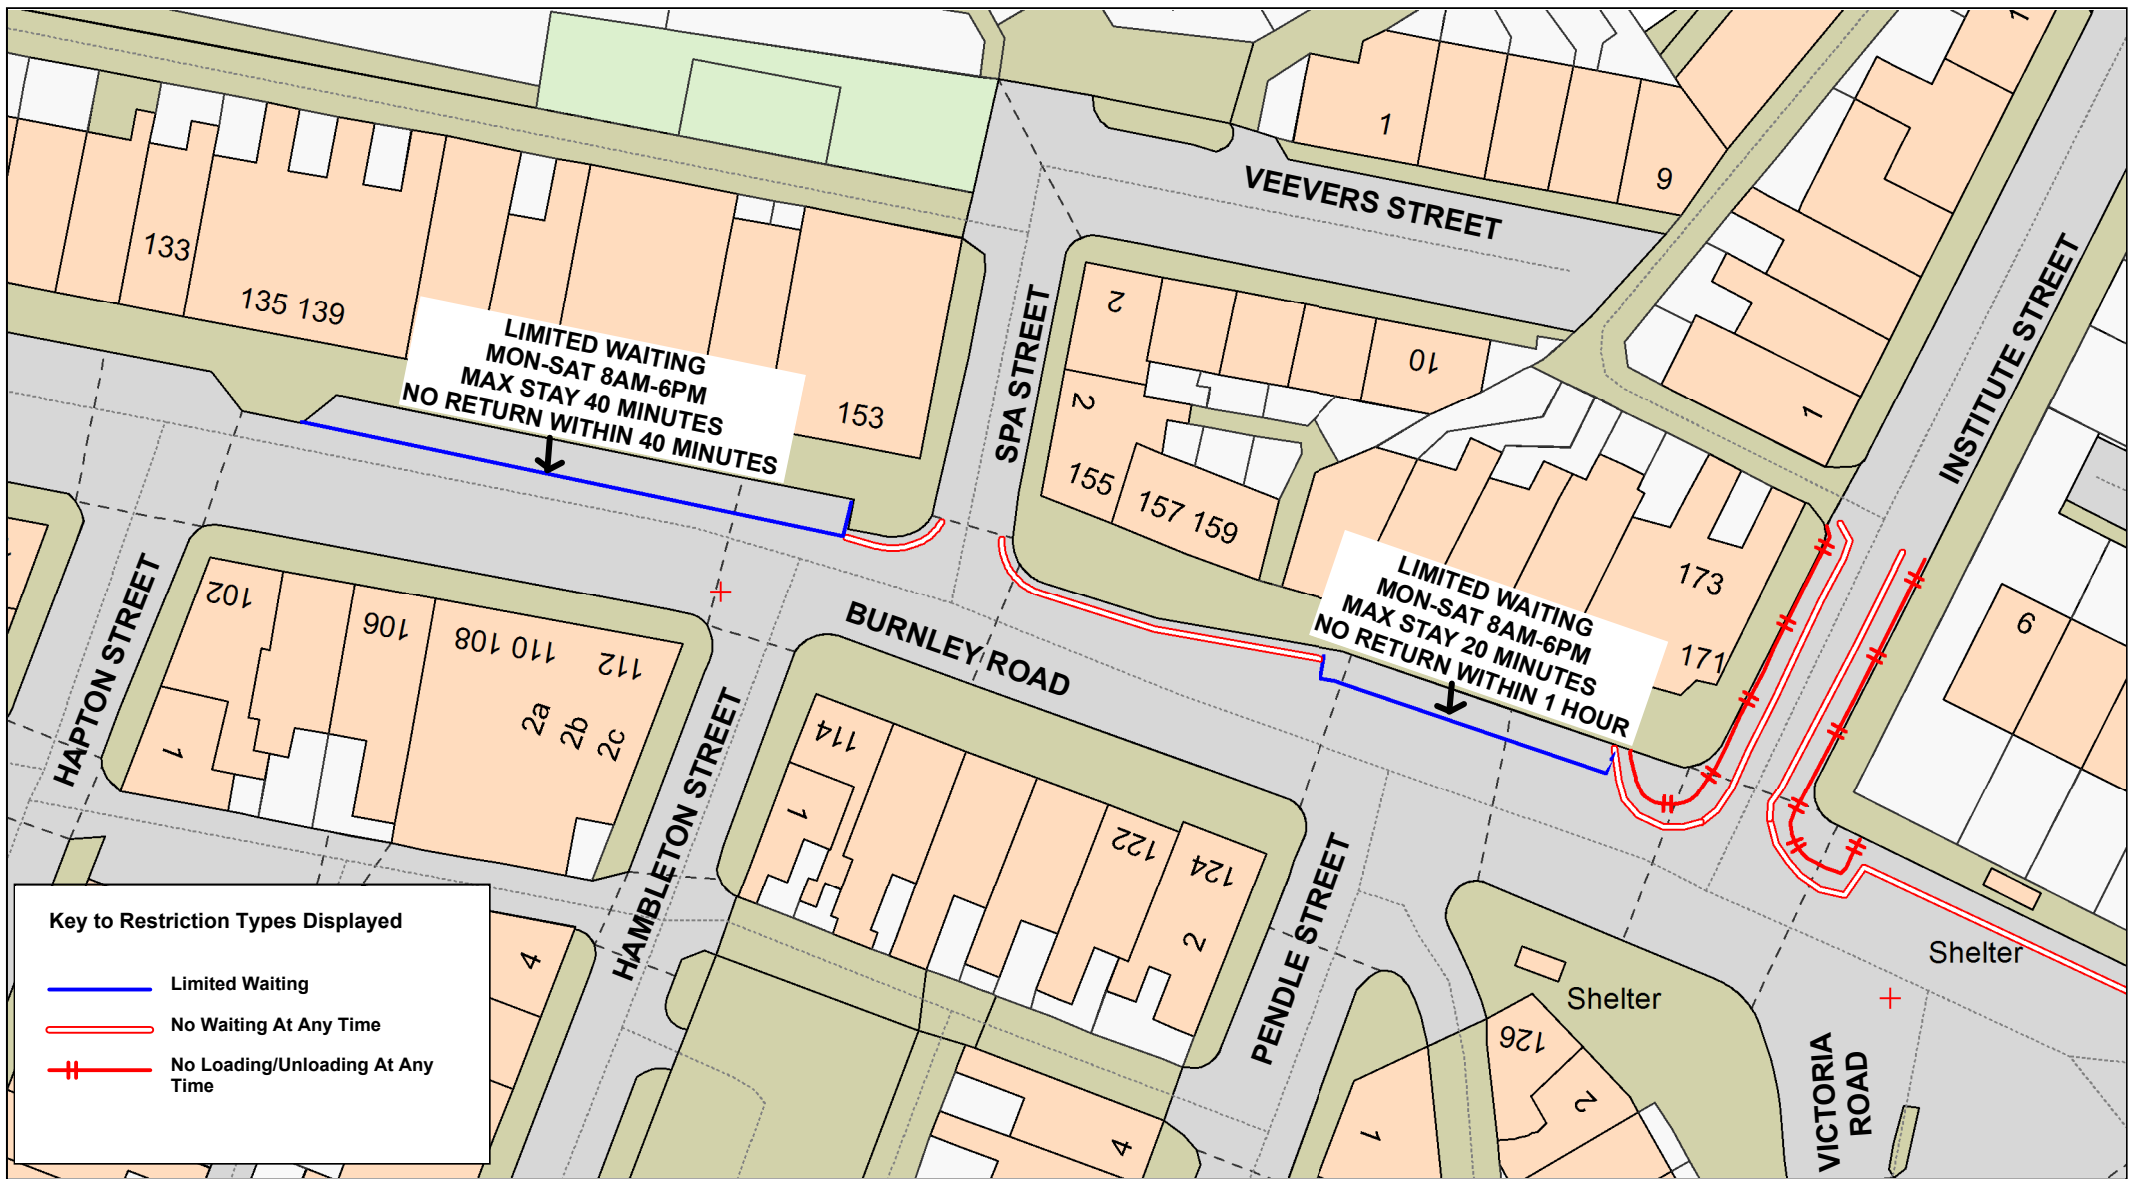 1
1
9
VEEVERS STREET
133
135 139
153
LIMITED WAITING
MON-SAT 8AM-6PM
MAX STAY 40 MINUTES
NO RETURN WITHIN 40 MINUTES
SPA STREET
2
10
2
155
157 159
1
INSTITUTE STREET
173
171
LIMITED WAITING
MON-SAT 8AM-6PM
MAX STAY 20 MINUTES
NO RETURN WITHIN 1 HOUR
9
HAPTON STREET
102
106
108 110
112
2a
2b
2c
1
HAMBLETON STREET
BURNLEY ROAD
114
1
122
124
2
PENDLE STREET
Shelter
Shelter
126
2
1
4
4
VICTORIA
ROAD
Key to Restriction Types Displayed
Limited Waiting
No Waiting At Any Time
No Loading/Unloading At Any
Time